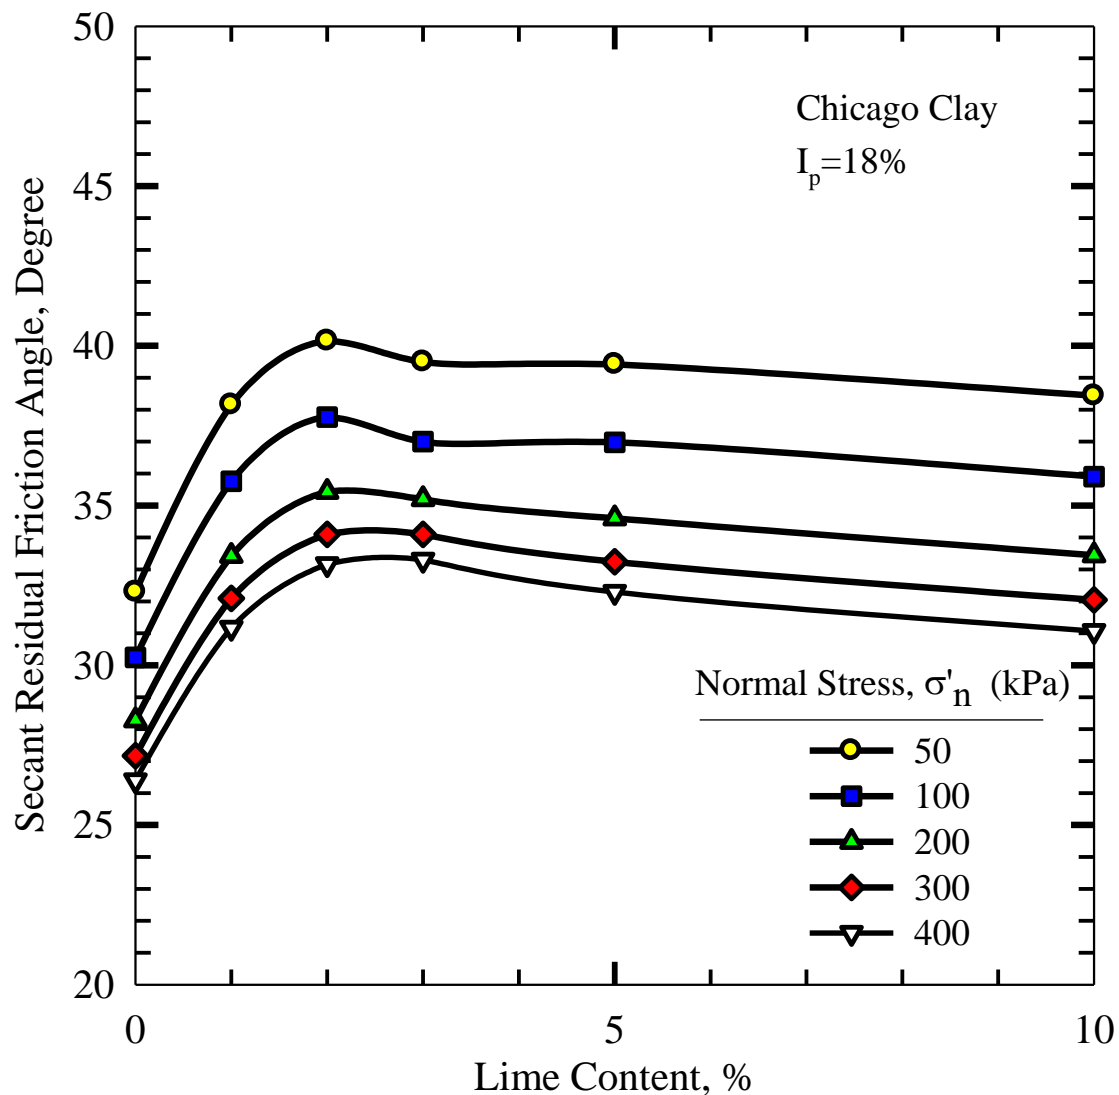 50
45
40
35
30
25
20
Secant Residual Friction Angle, Degree
Chicago Clay
Iₚ=18%
Normal Stress, σ'n (kPa)
50
100
200
300
400
0 5 10
Lime Content, %